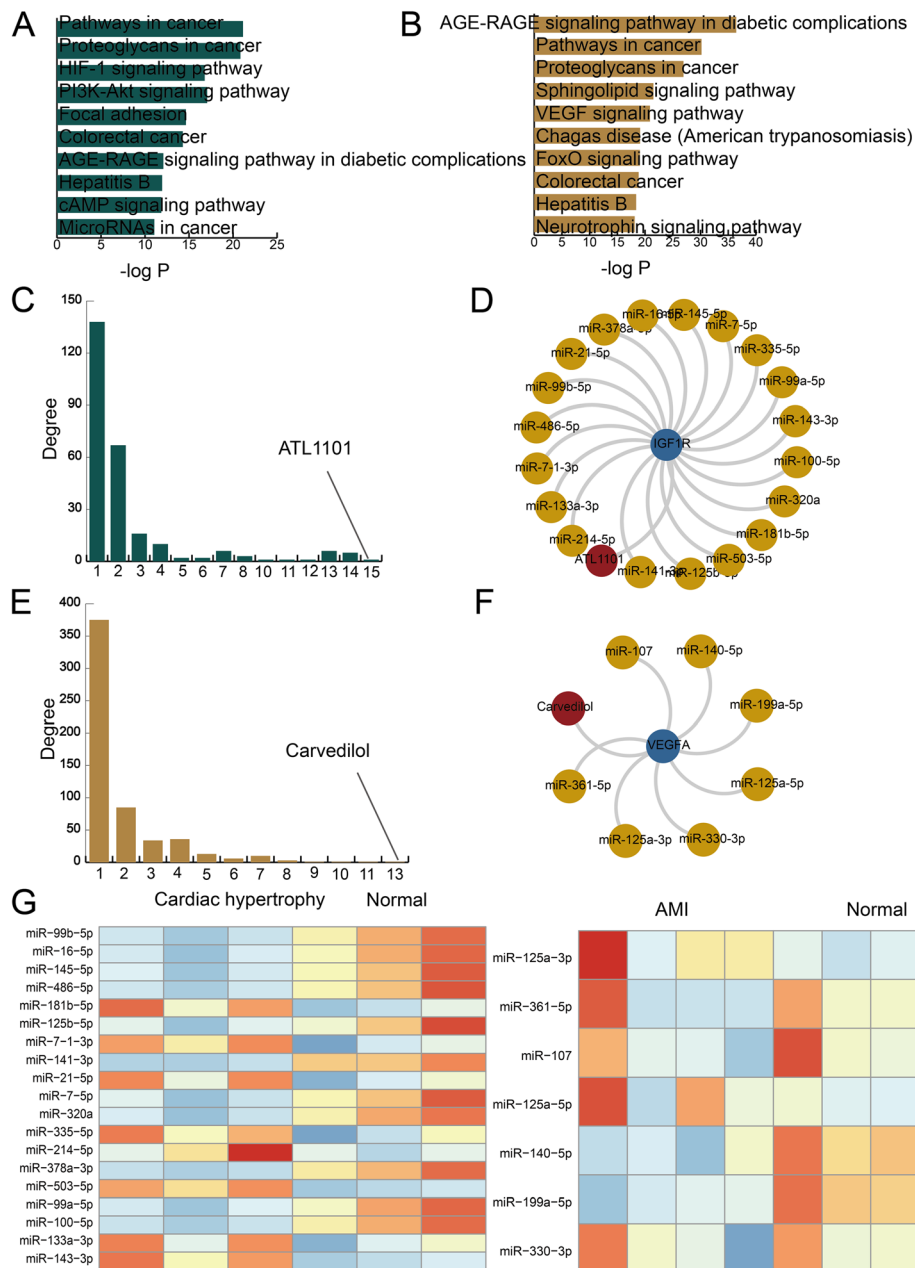 A
Pathways in cancer
Proteoglycans in cancer
HIF-1 signaling pathway
PI3K-Akt signaling pathway
Focal adhesion
Colorectal cancer
AGE-RAGE signaling pathway in diabetic complications
Hepatitis B
cAMP signaling pathway
MicroRNAs in cancer
0 5 10 15 20 25
-log P
B
AGE-RAGE signaling pathway in diabetic complications
Pathways in cancer
Proteoglycans in cancer
Sphingolipid signaling pathway
VEGF signaling pathway
Chagas disease (American trypanosomiasis)
FoxO signaling pathway
Colorectal cancer
Hepatitis B
Neurotrophin signaling pathway
0 5 10 15 20 25 30 35 40
-log P
C
Degree
150
120
90
60
30
0
ATL1101
1 2 3 4 5 6 7 8 10 11 12 13 14 15
D
miR-16-5p
miR-145-5p
miR-378a-3p
miR-7-5p
miR-21-5p
miR-335-5p
miR-99b-5p
miR-99a-5p
miR-486-5p
miR-143-3p
IGF1R
miR-7-1-3p
miR-100-5p
miR-133a-3p
miR-320a
miR-214-5p
miR-181b-5p
ATL1101
miR-503-5p
miR-141-3p
miR-125b-5p
E
Degree
400
350
300
250
200
150
100
50
0
Carvedilol
1 2 3 4 5 6 7 8 9 10 11 13
F
miR-107
miR-140-5p
Carvedilol
miR-199a-5p
VEGFA
miR-361-5p
miR-125a-5p
miR-125a-3p
miR-330-3p
G
Cardiac hypertrophy Normal
miR−99b−5p
miR−16−5p
miR−145−5p
miR−486−5p
miR−181b−5p
miR−125b−5p
miR−7−1−3p
miR−141−3p
miR−21−5p
miR−7−5p
miR−320a
miR−335−5p
miR−214−5p
miR−378a−3p
miR−503−5p
miR−99a−5p
miR−100−5p
miR−133a−3p
miR−143−3p
AMI Normal
miR−125a−3p
miR−361−5p
miR−107
miR−125a−5p
miR−140−5p
miR−199a−5p
miR−330−3p